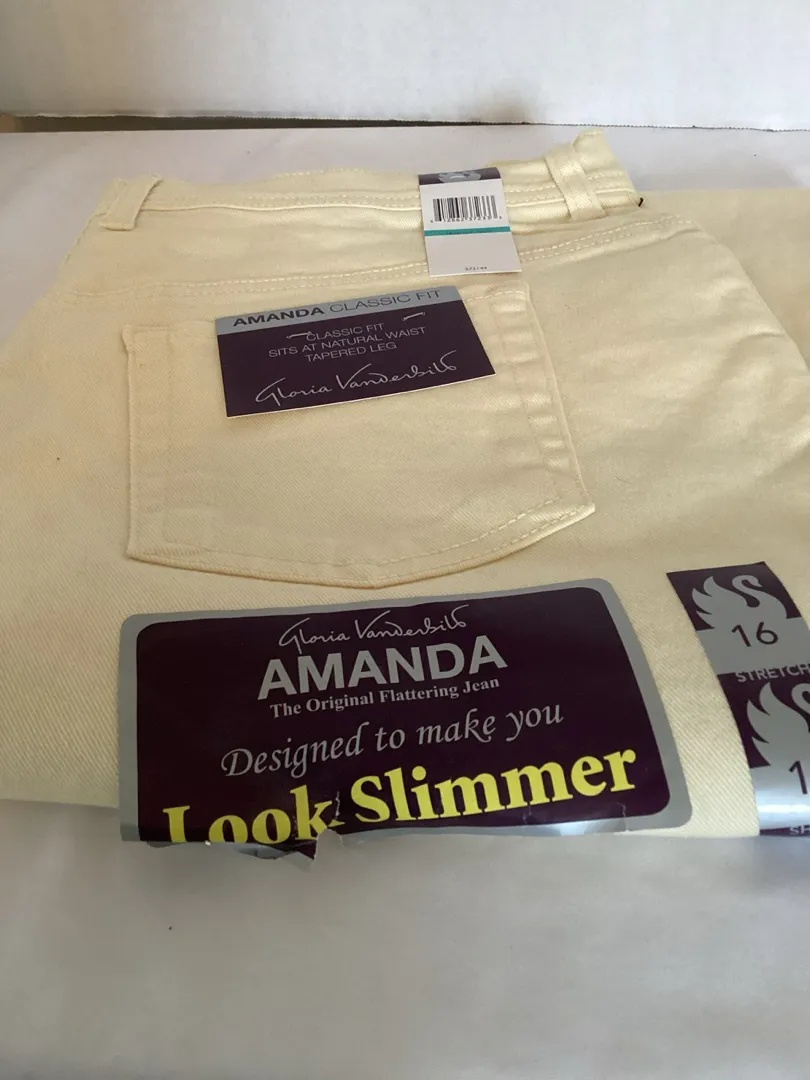 AMANDA CLASSIC FIT
CLASSIC FIT
SITS AT NATURAL WAIST
TAPERED LEG
Gloria Vanderbilt
Gloria Vanderbilt
AMANDA
The Original Flattering Jean
Designed to make you
Look Slimmer
16
STRETCH
1